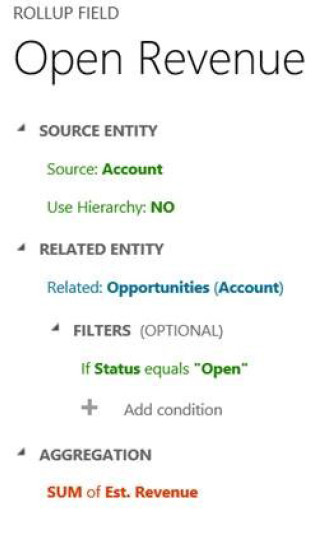 ROLLUP FIELD
Open Revenue
SOURCE ENTITY
Source: Account
Use Hierarchy: NO
RELATED ENTITY
Related: Opportunities (Account)
FILTERS (OPTIONAL)
If Status equals "Open"
Add condition
AGGREGATION
SUM of Est. Revenue